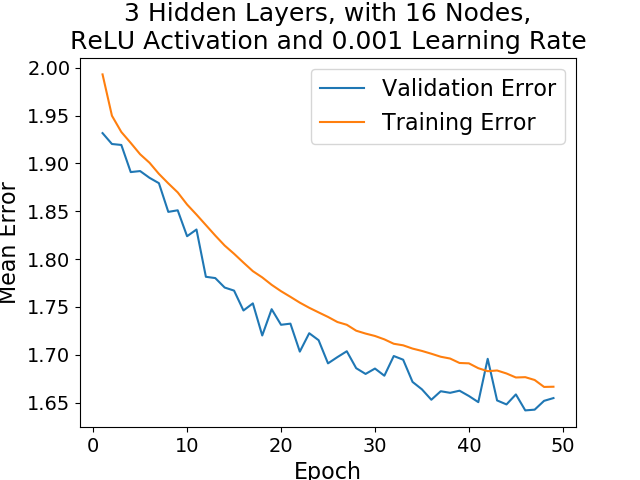 3 Hidden Layers, with 16 Nodes,
ReLU Activation and 0.001 Learning Rate
Validation Error
Training Error
Mean Error
2.00
1.95
1.90
1.85
1.80
1.75
1.70
1.65
0 10 20 30 40 50
Epoch